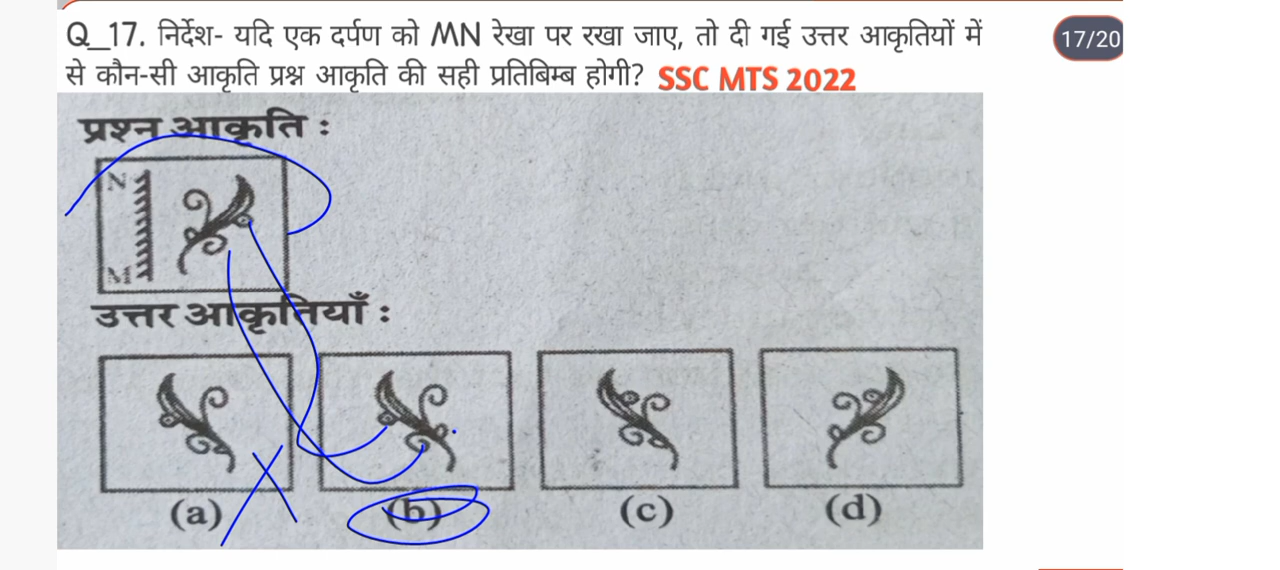 Q_17. निर्देश- यदि एक दर्पण को MN रेखा पर रखा जाए, तो दी गई उत्तर आकृतियों में
17/20
से कौन-सी आकृति प्रश्न आकृति की सही प्रतिबिम्ब होगी? SSC MTS 2022
प्रश्न आकृति :
N
M
उत्तर आकृतियाँ :
(a) (b) (c) (d)